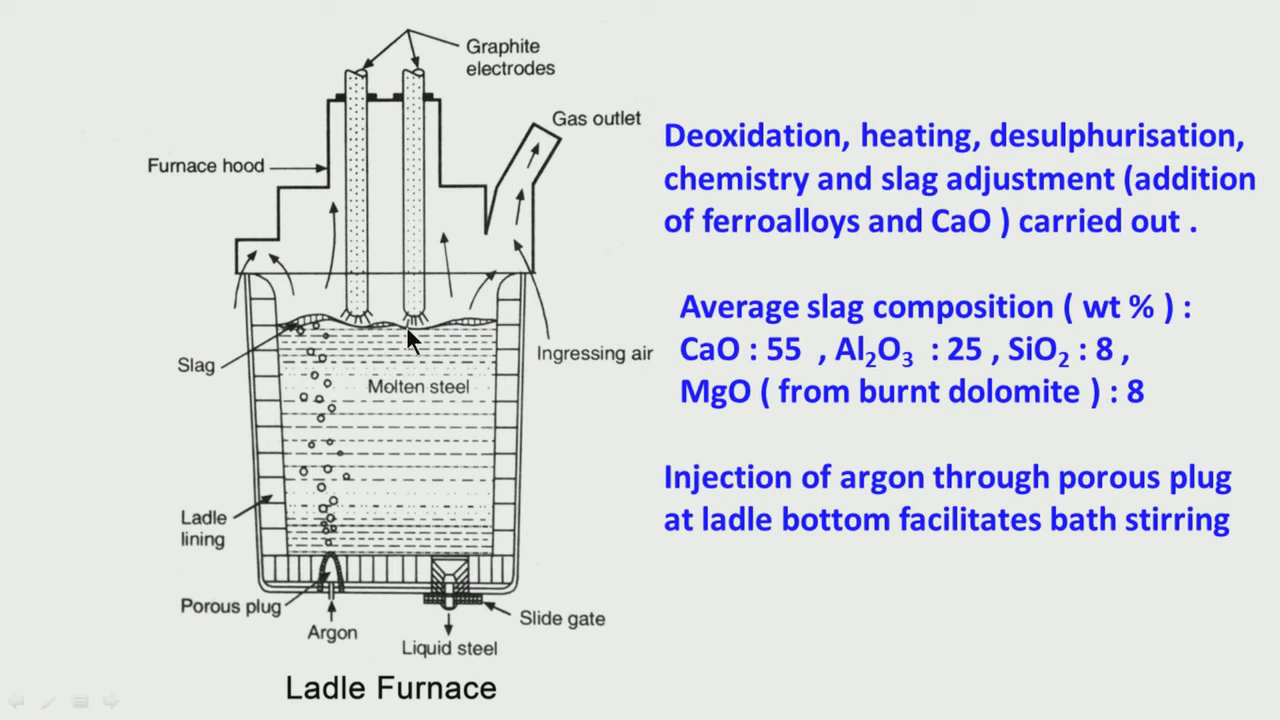 Graphite
electrodes
Gas outlet
Furnace hood
Slag
Ingressing air
Molten steel
Ladle
lining
Porous plug
Argon
Slide gate
Liquid steel
Ladle Furnace
Deoxidation, heating, desulphurisation,
chemistry and slag adjustment (addition
of ferroalloys and CaO ) carried out .
Average slag composition ( wt % ) :
CaO : 55 , Al₂O₃ : 25 , SiO₂ : 8 ,
MgO ( from burnt dolomite ) : 8
Injection of argon through porous plug
at ladle bottom facilitates bath stirring